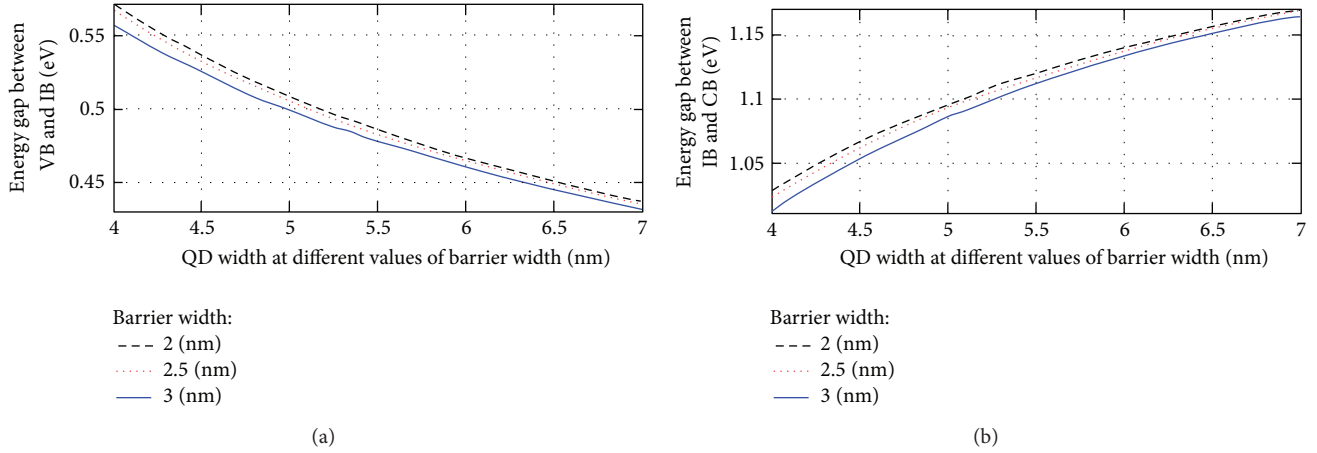 Energy gap between
VB and IB (eV)
0.55
0.5
0.45
4
4.5
5
5.5
6
6.5
7
QD width at different values of barrier width (nm)
Barrier width:
2 (nm)
2.5 (nm)
3 (nm)
(a)
Energy gap between
IB and CB (eV)
1.15
1.1
1.05
4
4.5
5
5.5
6
6.5
7
QD width at different values of barrier width (nm)
Barrier width:
2 (nm)
2.5 (nm)
3 (nm)
(b)